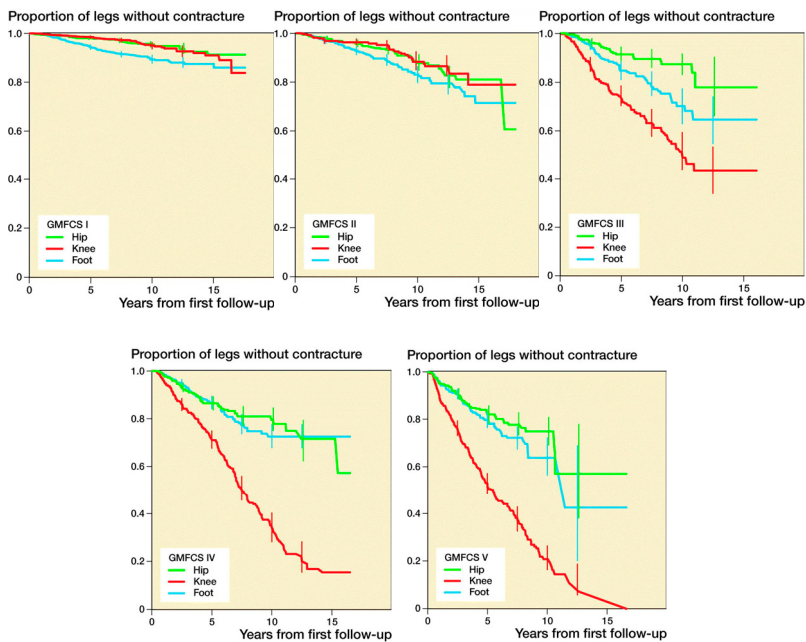 Proportion of legs without contracture
1.0
0.8
0.6
0.4
0.2
0
GMFCS I
Hip
Knee
Foot
0 5 10 15
Years from first follow-up
Proportion of legs without contracture
1.0
0.8
0.6
0.4
0.2
0
GMFCS II
Hip
Knee
Foot
0 5 10 15
Years from first follow-up
Proportion of legs without contracture
1.0
0.8
0.6
0.4
0.2
0
GMFCS III
Hip
Knee
Foot
0 5 10 15
Years from first follow-up
Proportion of legs without contracture
1.0
0.8
0.6
0.4
0.2
0
GMFCS IV
Hip
Knee
Foot
0 5 10 15
Years from first follow-up
Proportion of legs without contracture
1.0
0.8
0.6
0.4
0.2
0
GMFCS V
Hip
Knee
Foot
0 5 10 15
Years from first follow-up